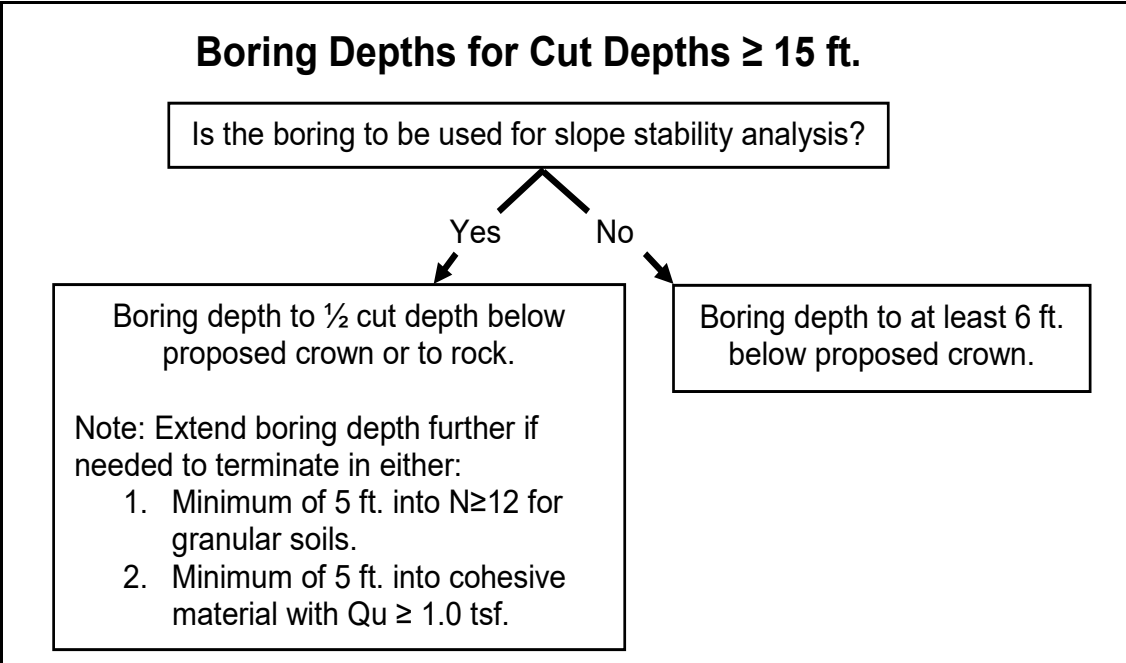 Boring Depths for Cut Depths ≥ 15 ft.
Is the boring to be used for slope stability analysis?
Yes
No
Boring depth to ½ cut depth below
proposed crown or to rock.
Note: Extend boring depth further if
needed to terminate in either:
1. Minimum of 5 ft. into N≥12 for
granular soils.
2. Minimum of 5 ft. into cohesive
material with Qu ≥ 1.0 tsf.
Boring depth to at least 6 ft.
below proposed crown.